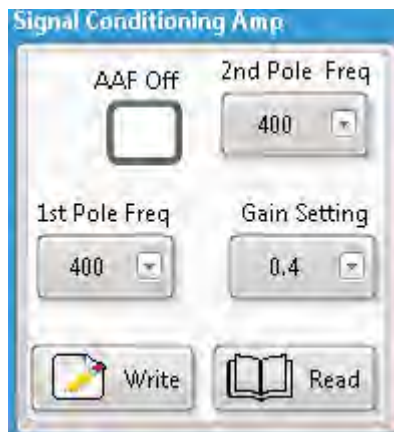 Signal Conditioning Amp
AAF Off
2nd Pole Freq
400
1st Pole Freq
Gain Setting
400
0.4
Write
Read